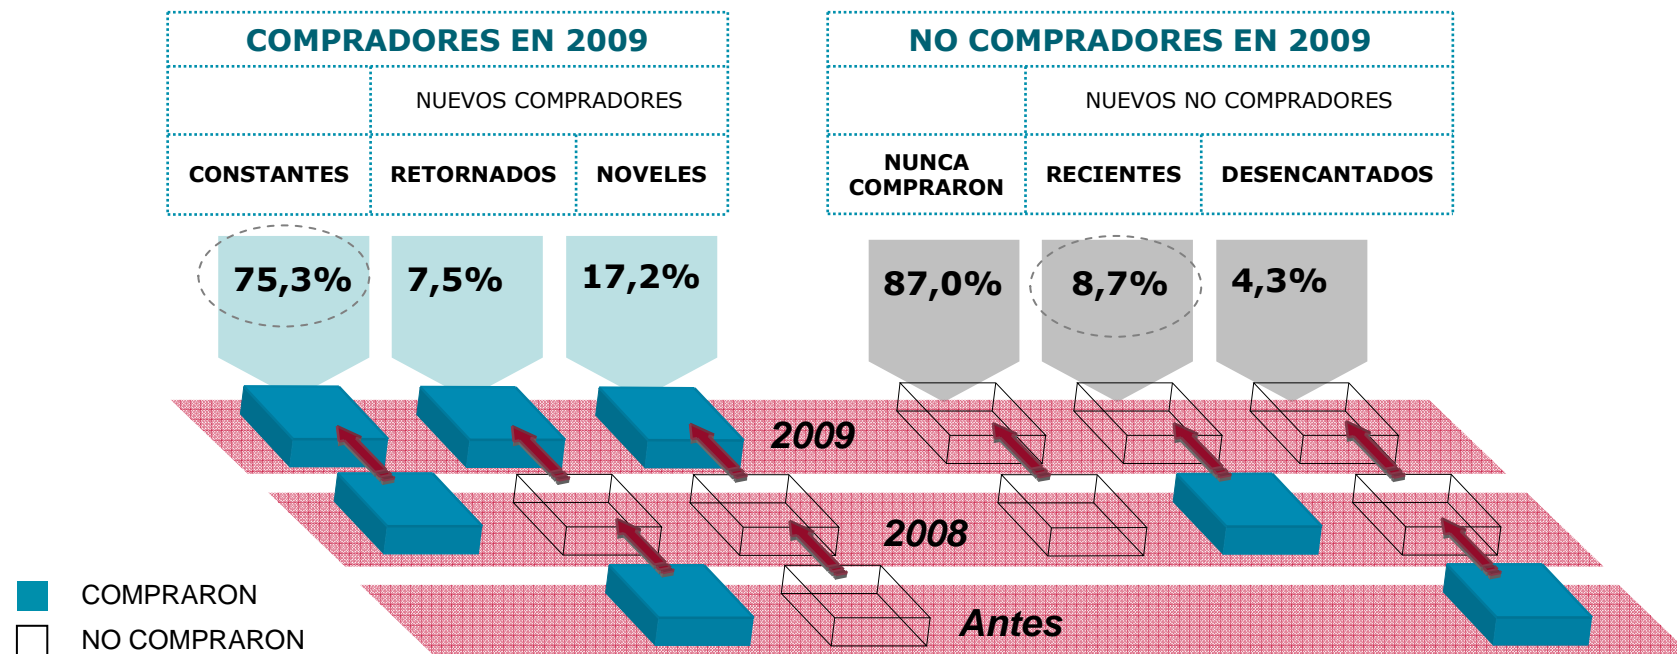 COMPRADORES EN 2009
NUEVOS COMPRADORES
CONSTANTES
RETORNADOS
NOVELES
NO COMPRADORES EN 2009
NUEVOS NO COMPRADORES
NUNCA
COMPRARON
RECIENTES
DESENCANTADOS
75,3%
7,5%
17,2%
87,0%
8,7%
4,3%
2009
2008
Antes
COMPRARON
NO COMPRARON